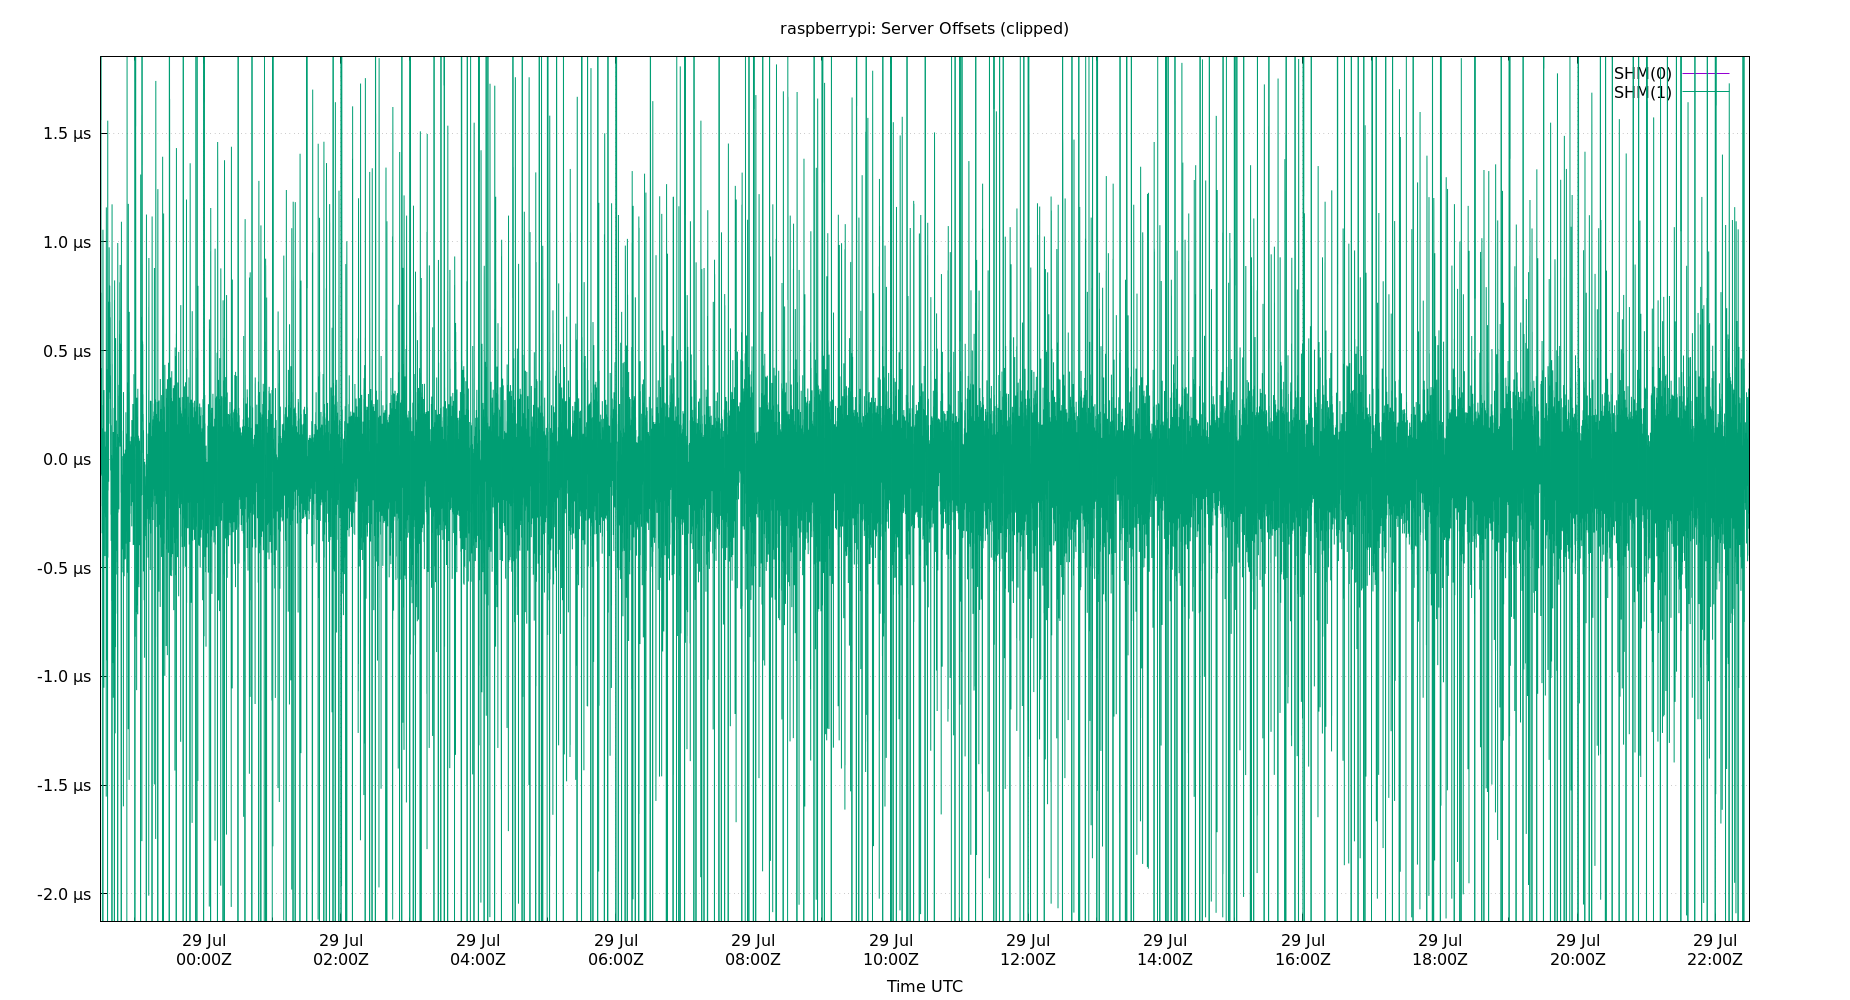 raspberrypi: Server Offsets (clipped)
SHM(0)
SHM(1)
1.5 µs
1.0 µs
0.5 µs
0.0 µs
-0.5 µs
-1.0 µs
-1.5 µs
-2.0 µs
29 Jul 29 Jul 29 Jul 29 Jul 29 Jul 29 Jul 29 Jul 29 Jul 29 Jul 29 Jul 29 Jul 29 Jul
00:00Z 02:00Z 04:00Z 06:00Z 08:00Z 10:00Z 12:00Z 14:00Z 16:00Z 18:00Z 20:00Z 22:00Z
Time UTC